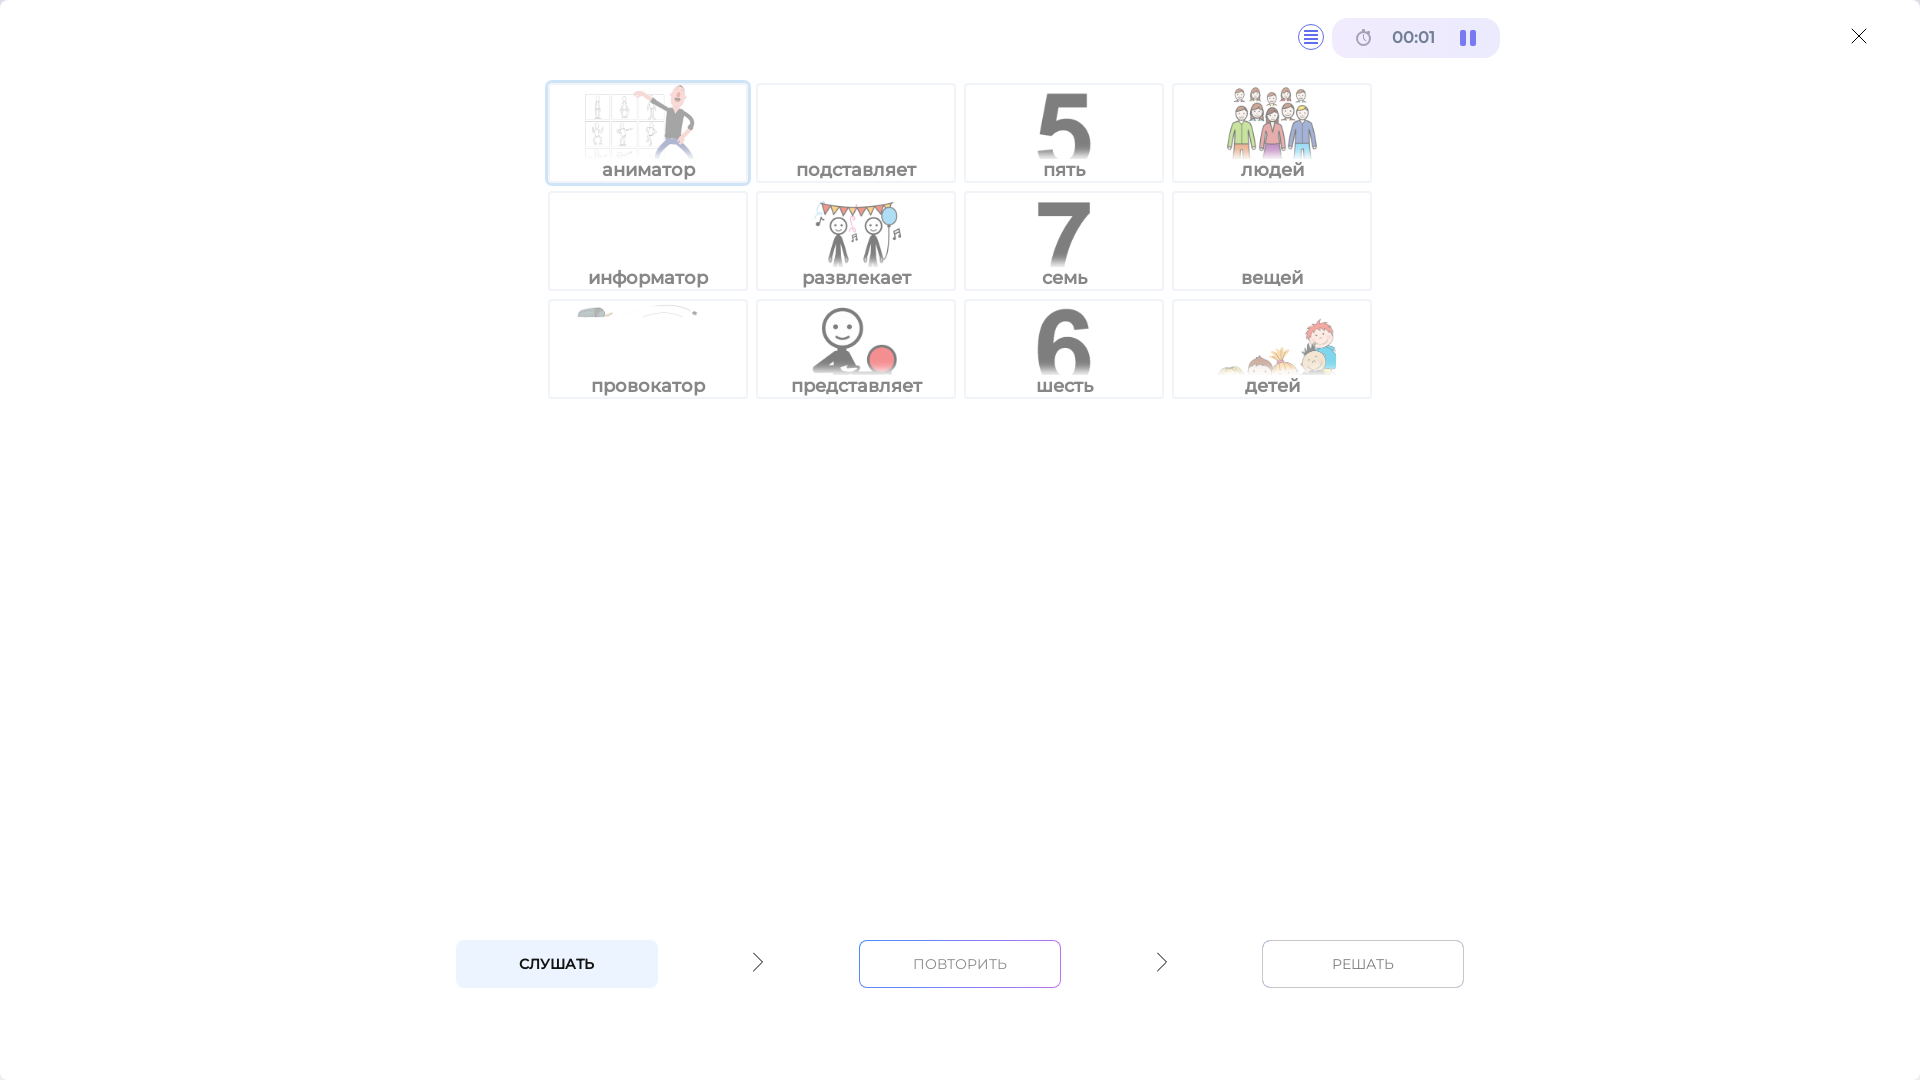 00:01
5
аниматор
подставляет
пять
людей
7
информатор
развлекает
семь
вещей
6
провокатор
представляет
шесть
детей
СЛУШАТЬ
ПОВТОРИТЬ
РЕШАТЬ